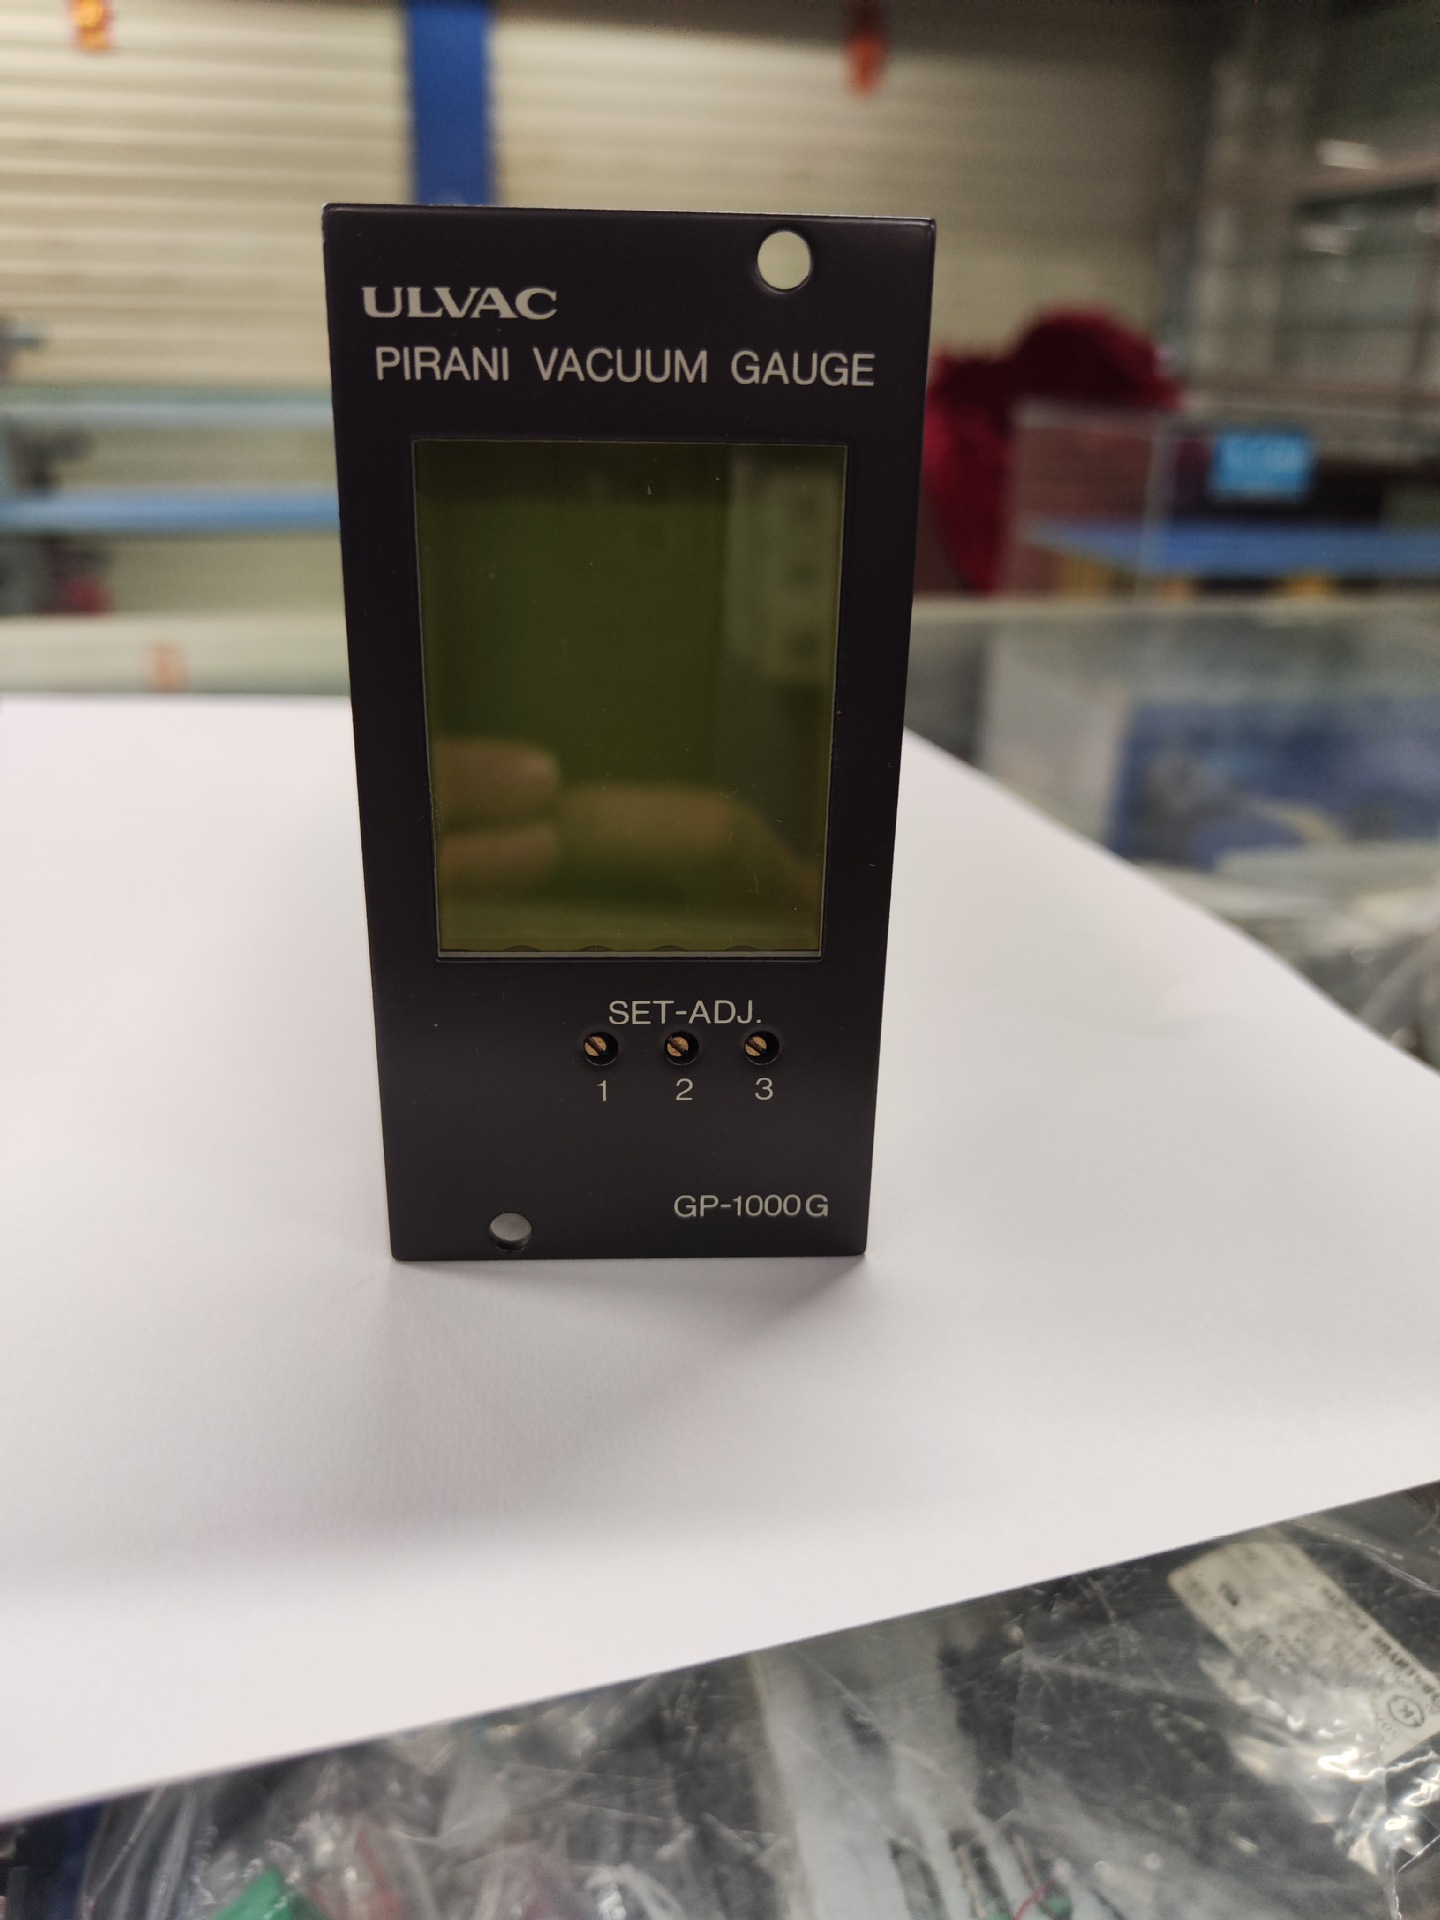 ULVAC
PIRANI VACUUM GAUGE
SET-ADJ.
1 2 3
GP-1000G